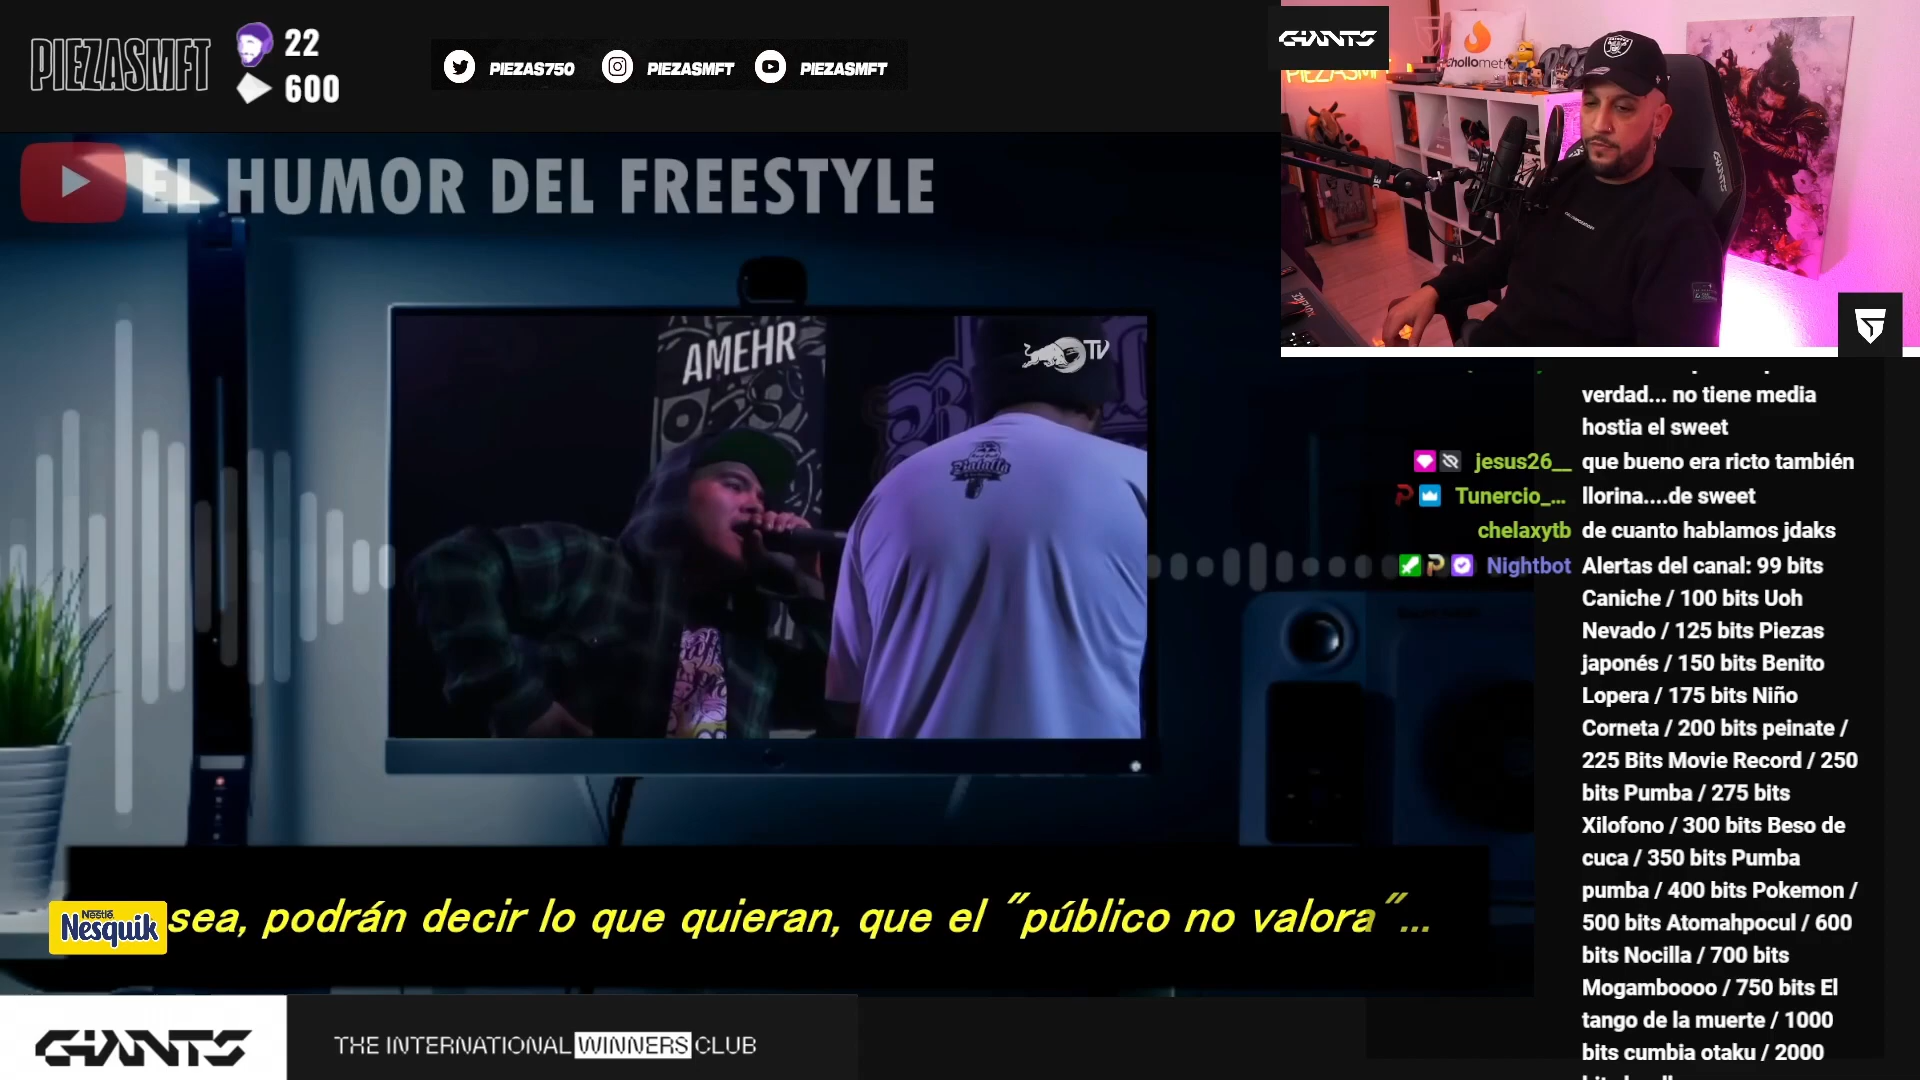 PIEZASMFT
22
600
PIEZAS750
PIEZASMFT
PIEZASMFT
GIANTS
chollomet
PIEZASM
EL HUMOR DEL FREESTYLE
AMEHR
TV
verdad... no tiene media
hostia el sweet
jesus26__ que bueno era ricto también
Tunercio_... llorina....de sweet
chelaxytb de cuanto hablamos jdaks
Nightbot Alertas del canal: 99 bits
Caniche / 100 bits Uoh
Nevado / 125 bits Piezas
japonés / 150 bits Benito
Lopera / 175 bits Niño
Corneta / 200 bits peinate /
225 Bits Movie Record / 250
bits Pumba / 275 bits
Xilofono / 300 bits Beso de
cuca / 350 bits Pumba
pumba / 400 bits Pokemon /
500 bits Atomahpocul / 600
bits Nocilla / 700 bits
Mogamboooo / 750 bits El
tango de la muerte / 1000
bits cumbia otaku / 2000
Nestlé
Nesquik
sea, podrán decir lo que quieran, que el "público no valora"...
GIANTS
THE INTERNATIONAL WINNERS CLUB